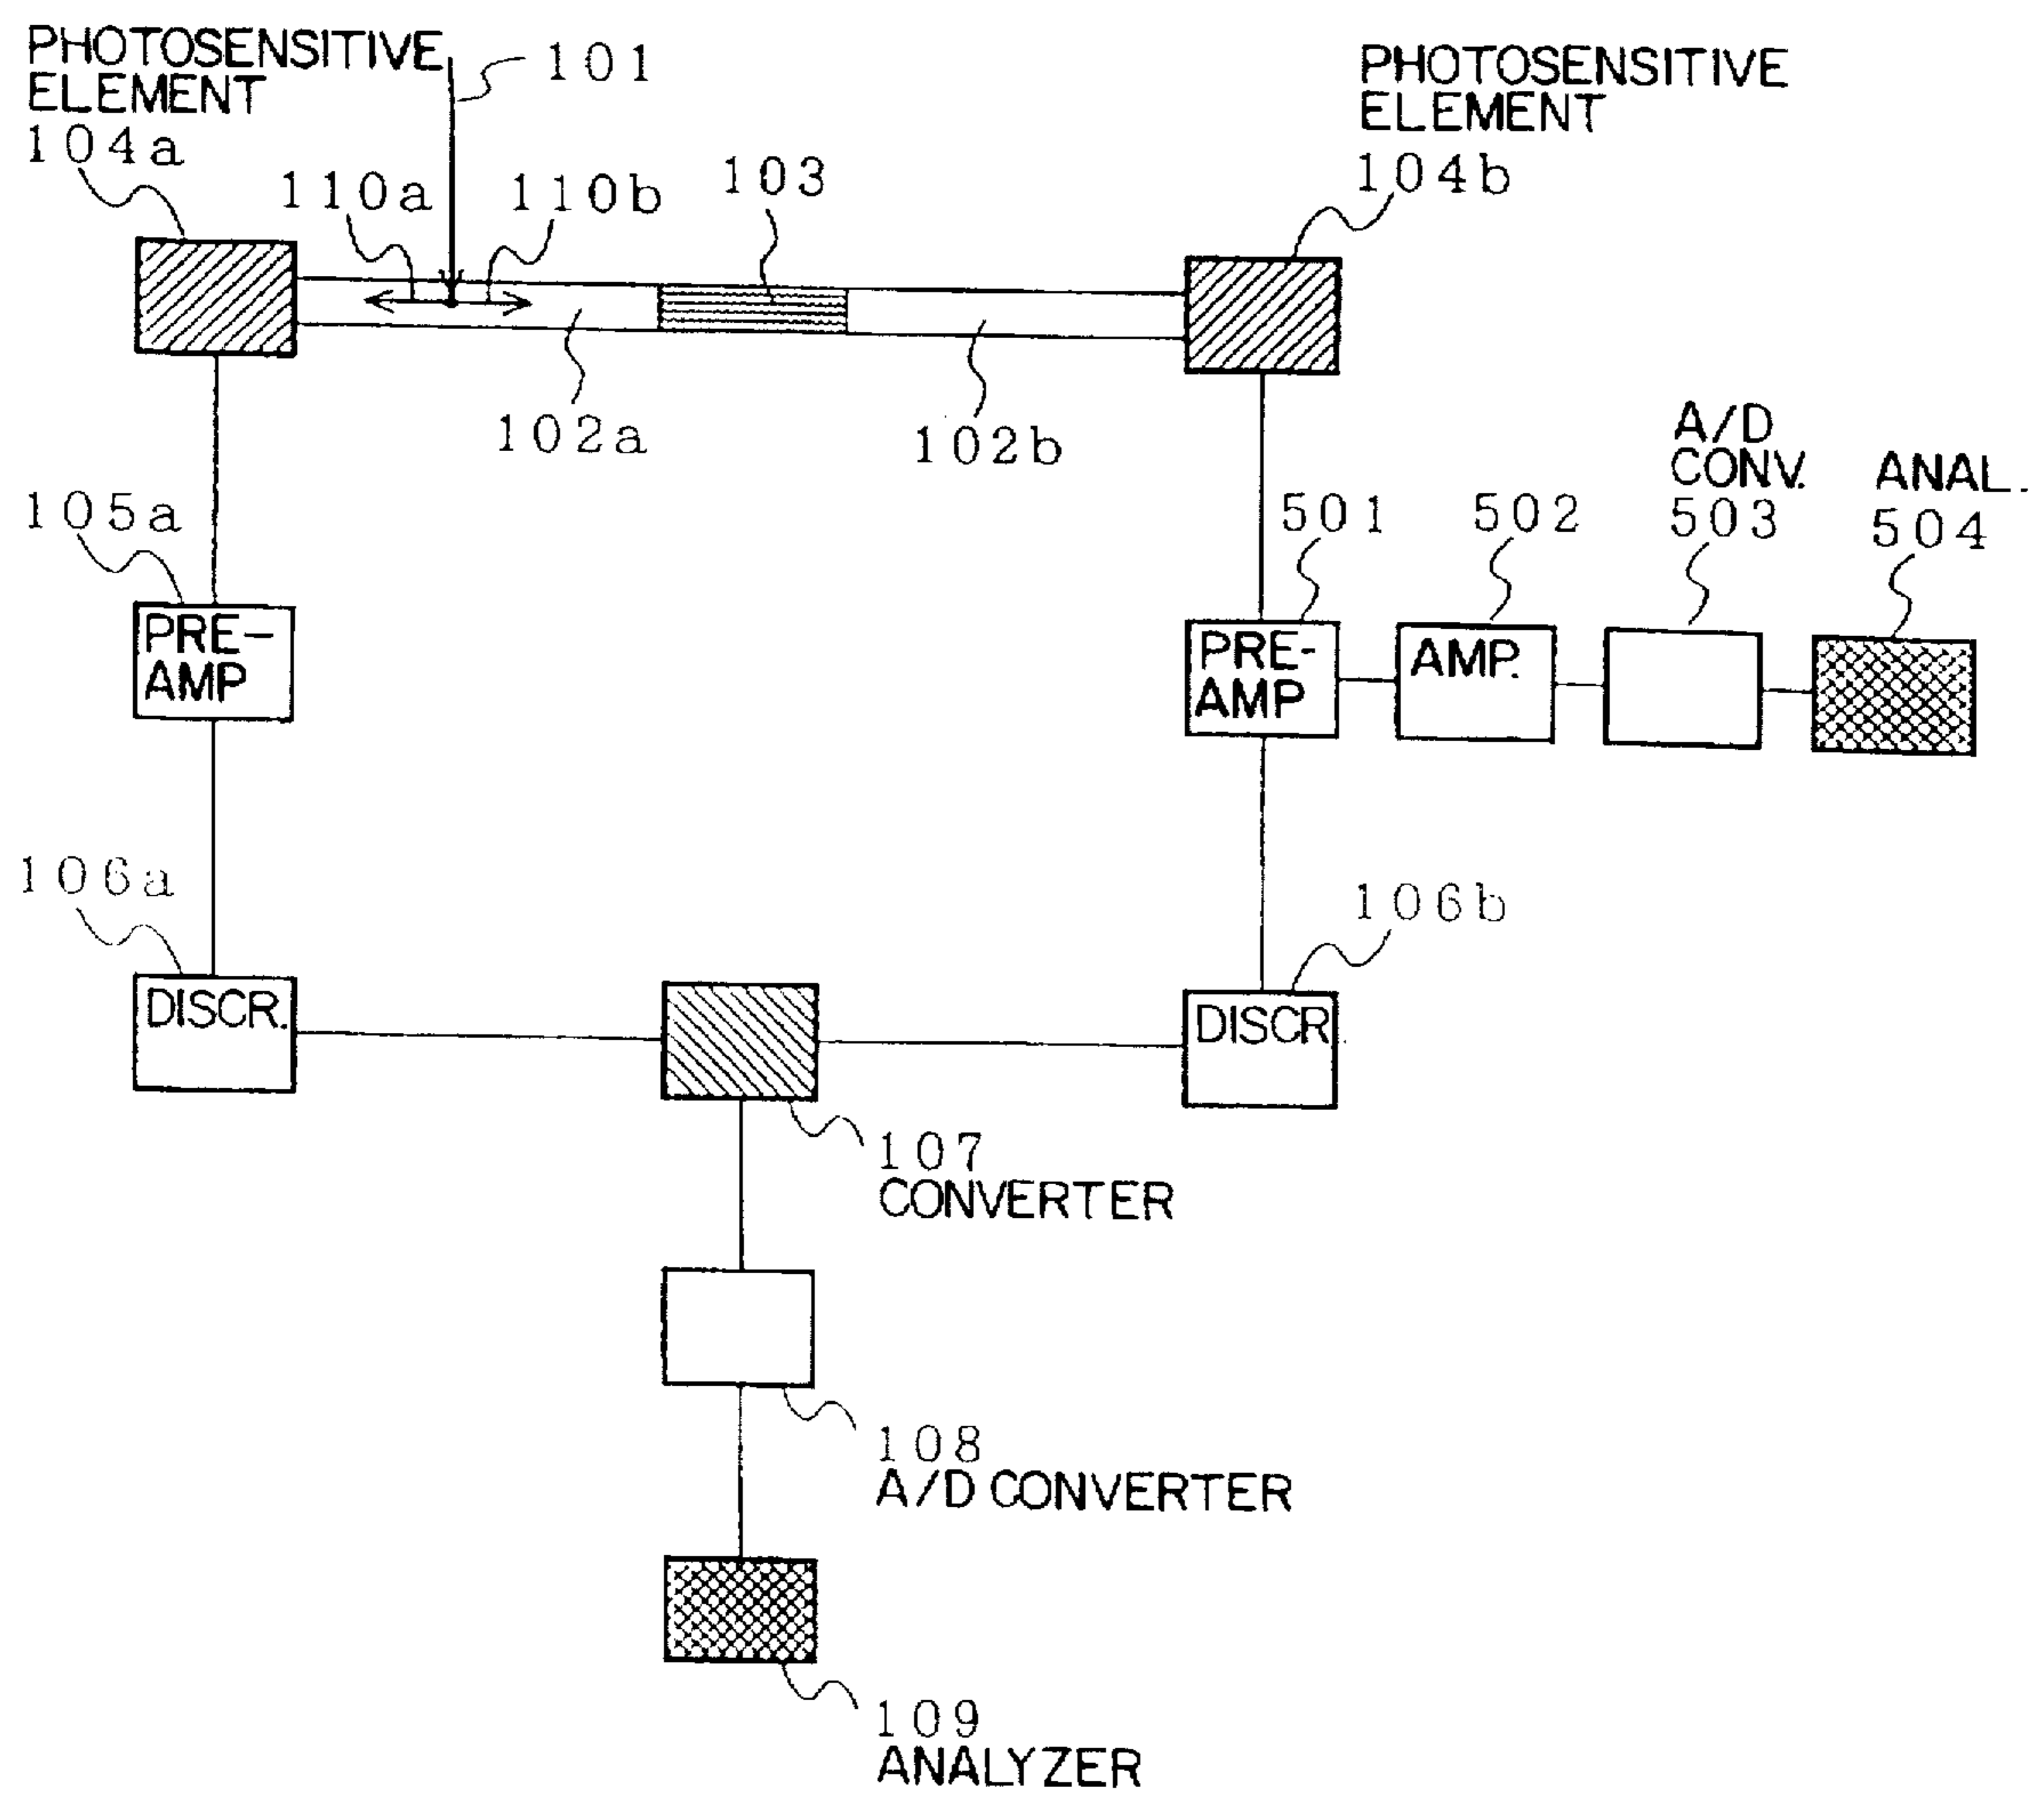 PHOTOSENSITIVE
ELEMENT
104a
101
110a
110b
103
PHOTOSENSITIVE
ELEMENT
104b
102a
102b
105a
PRE-
AMP
501
PRE-
AMP
502
AMP.
A/D
CONV.
503
ANAL.
504
106a
DISCR.
106b
DISCR.
107
CONVERTER
108
A/D CONVERTER
109
ANALYZER